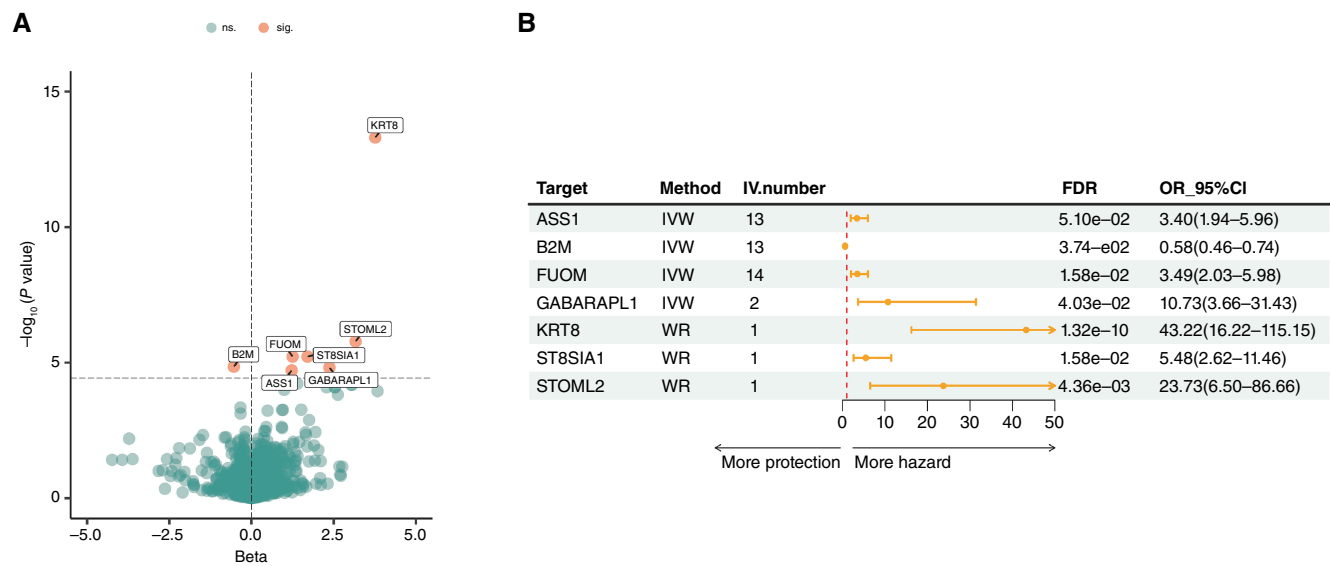 A
ns. sig.
15
10
5
0
−log10 (P value)
KRT8
STOML2
FUOM
B2M
ST8SIA1
ASS1
GABARAPL1
−5.0 −2.5 0.0 2.5 5.0
Beta
B
Target Method IV.number FDR OR_95%CI
ASS1 IVW 13 5.10e−02 3.40(1.94−5.96)
B2M IVW 13 3.74−e02 0.58(0.46−0.74)
FUOM IVW 14 1.58e−02 3.49(2.03−5.98)
GABARAPL1 IVW 2 4.03e−02 10.73(3.66−31.43)
KRT8 WR 1 1.32e−10 43.22(16.22−115.15)
ST8SIA1 WR 1 1.58e−02 5.48(2.62−11.46)
STOML2 WR 1 4.36e−03 23.73(6.50−86.66)
0 10 20 30 40 50
More protection More hazard